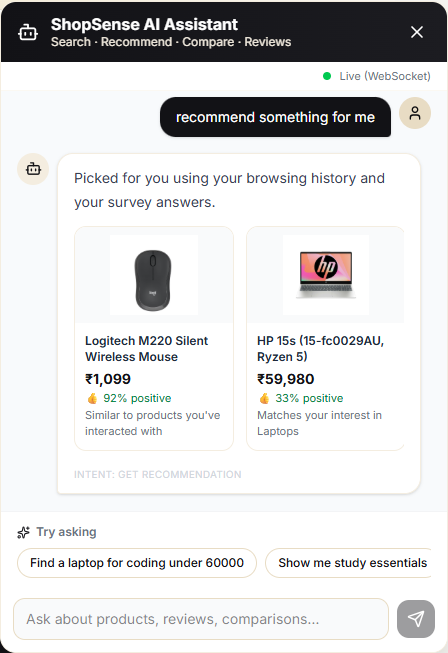 ShopSense AI Assistant
Search · Recommend · Compare · Reviews
Live (WebSocket)
recommend something for me
Picked for you using your browsing history and
your survey answers.
hp
Logitech M220 Silent
Wireless Mouse
₹1,099
👍 92% positive
Similar to products you've
interacted with
HP 15s (15-fc0029AU,
Ryzen 5)
₹59,980
👍 33% positive
Matches your interest in
Laptops
INTENT: GET RECOMMENDATION
Try asking
Find a laptop for coding under 60000
Show me study essentials
Ask about products, reviews, comparisons...